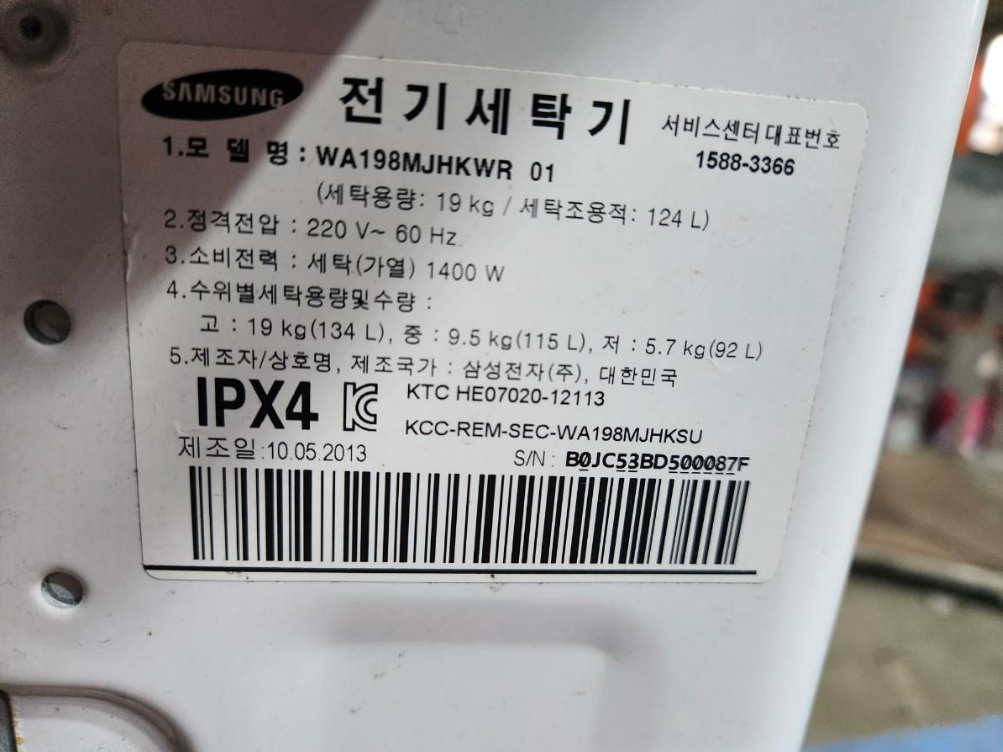 SAMSUNG 전기세탁기 서비스센터 대표번호
1588-3366
1.모 델 명 : WA198MJHKWR 01
(세탁용량: 19 kg / 세탁조용적: 124 L)
2.정격전압 : 220 V~ 60 Hz
3.소비전력 : 세탁(가열) 1400 W
4.수위별세탁용량및수량 :
고 : 19 kg(134 L), 중 : 9.5 kg(115 L), 저 : 5.7 kg(92 L)
5.제조자/상호명, 제조국가 : 삼성전자(주), 대한민국
IPX4 KC KTC HE07020-12113
KCC-REM-SEC-WA198MJHKSU
제조일:10.05.2013 S/N : B0JC53BD500087F